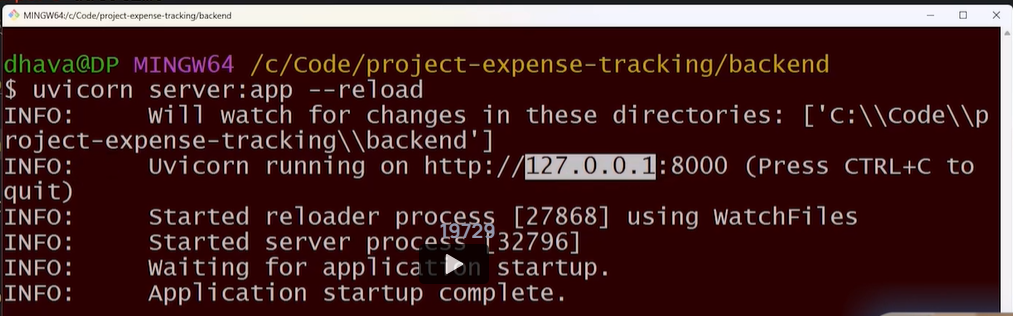 MINGW64:/c/Code/project-expense-tracking/backend
dhava@DP MINGW64 /c/Code/project-expense-tracking/backend
$ uvicorn server:app --reload
INFO:     Will watch for changes in these directories: ['C:\\Code\\p
roject-expense-tracking\\backend']
INFO:     Uvicorn running on http://127.0.0.1:8000 (Press CTRL+C to
quit)
INFO:     Started reloader process [27868] using WatchFiles
19729
INFO:     Started server process [32796]
INFO:     Waiting for application startup.
INFO:     Application startup complete.